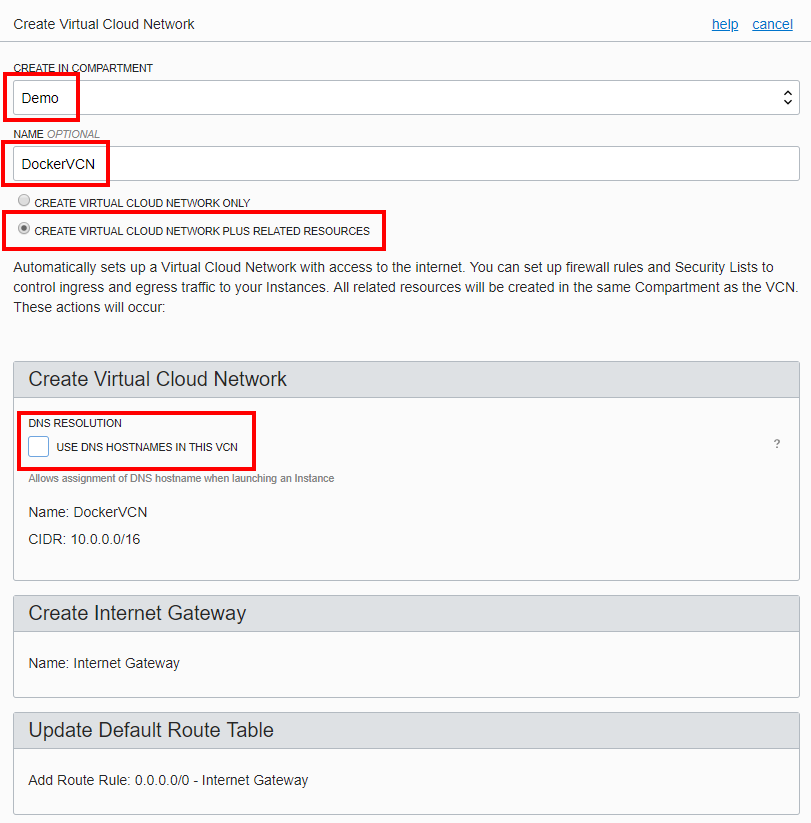 Create Virtual Cloud Network help cancel
CREATE IN COMPARTMENT
Demo
NAME OPTIONAL
DockerVCN
CREATE VIRTUAL CLOUD NETWORK ONLY
CREATE VIRTUAL CLOUD NETWORK PLUS RELATED RESOURCES
Automatically sets up a Virtual Cloud Network with access to the internet. You can set up firewall rules and Security Lists to
control ingress and egress traffic to your Instances. All related resources will be created in the same Compartment as the VCN.
These actions will occur:
Create Virtual Cloud Network
DNS RESOLUTION
USE DNS HOSTNAMES IN THIS VCN ?
Allows assignment of DNS hostname when launching an Instance
Name: DockerVCN
CIDR: 10.0.0.0/16
Create Internet Gateway
Name: Internet Gateway
Update Default Route Table
Add Route Rule: 0.0.0.0/0 - Internet Gateway